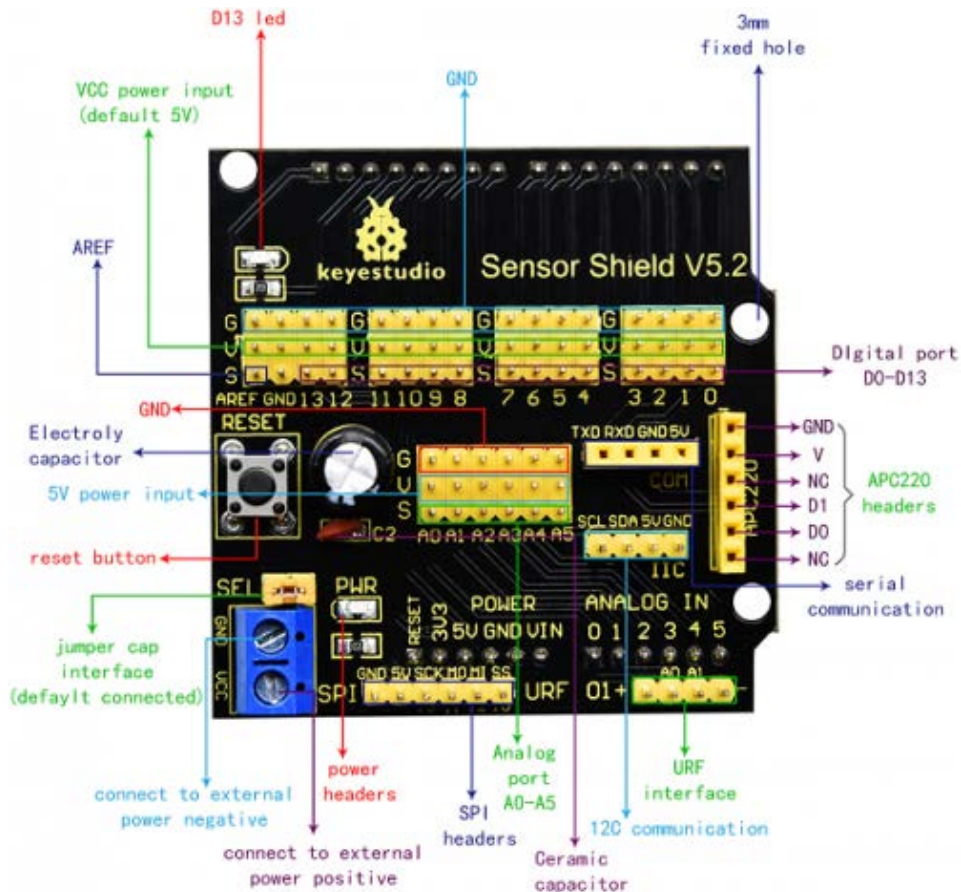 D13 led
3mm
fixed hole
VCC power input
(default 5V)
GND
AREF
keyestudio
Sensor Shield V5.2
G G G G
V V V V
S S S S
DIgital port
D0-D13
AREF GND 13 12 11 10 9 8 7 6 5 4 3 2 1 0
GND
RESET
Electroly
capacitor
TXD RXD GND 5V
COM
G
V
S
5V power input
C2
A0 A1 A2 A3 A4 A5
SCL SDA 5V GND
IIC
APC220
GND
V
NC
D1
D0
NC
APC220
headers
reset button
serial
communication
SEL
PWR
GND
VCC
jumper cap
interface
(defaylt connected)
POWER
RESET 3V3 5V GND VIN
ANALOG IN
0 1 2 3 4 5
GND 5V SCK MO MI SS
SPI
URF 01+ A0 A1 -
connect to external
power negative
power
headers
Analog
port
A0-A5
SPI
headers
URF
interface
12C communication
connect to external
power positive
Ceramic
capacitor